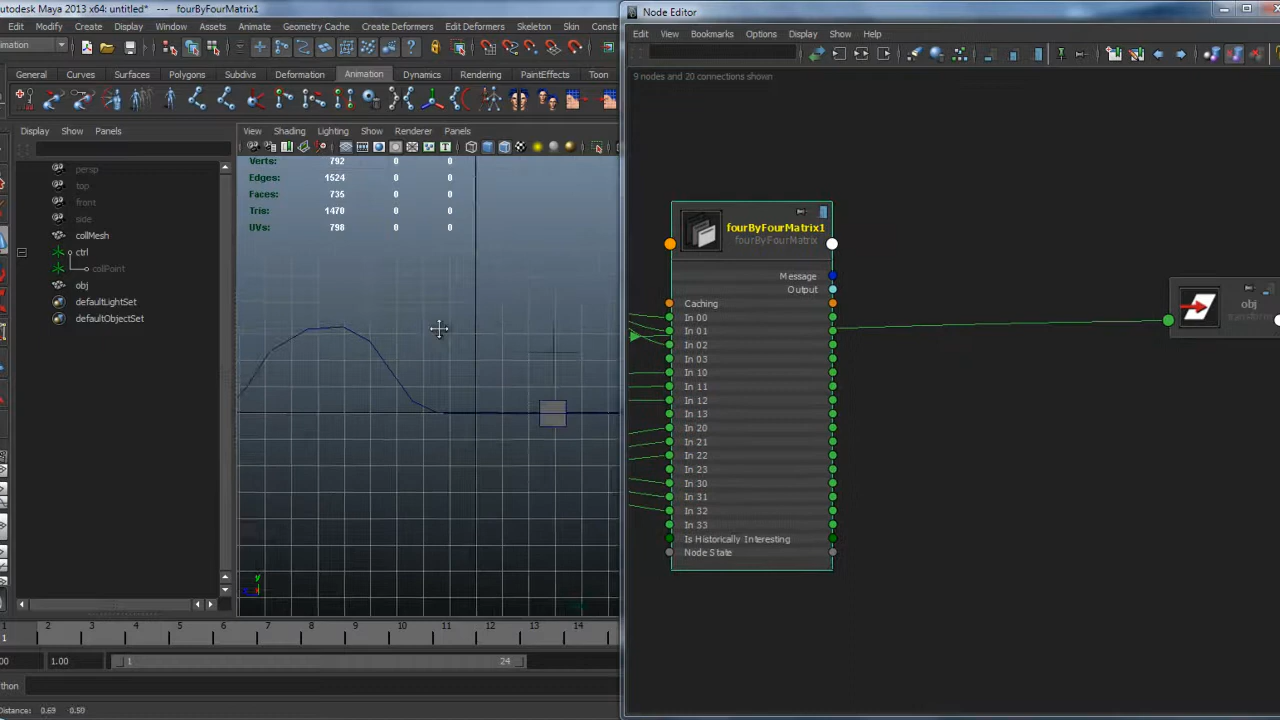 Autodesk Maya 2013 x64: untitled* --- fourByFourMatrix1
Edit Modify Create Display Window Assets Animate Geometry Cache Create Deformers Edit Deformers Skeleton Skin
General Curves Surfaces Polygons Subdivs Deformation Animation Dynamics Rendering PaintEffects Toon
Display Show Panels
View Shading Lighting Show Renderer Panels
persp
top
front
side
collMesh
ctrl
collPoint
obj
defaultLightSet
defaultObjectSet
Verts: 792 0 0
Edges: 1524 0 0
Faces: 735 0 0
Tris: 1470 0 0
UVs: 798 0 0
y
1 2 3 4 5 6 7 8 9 10 11 12 13 14
1
1.00 1 24
Distance: 0.69 0.50
Node Editor
Edit View Bookmarks Options Display Show Help
9 nodes and 20 connections shown
fourByFourMatrix1
fourByFourMatrix
Message
Output
Caching
In 00
In 01
In 02
In 03
In 10
In 11
In 12
In 13
In 20
In 21
In 22
In 23
In 30
In 31
In 32
In 33
Is Historically Interesting
Node State
obj
transform